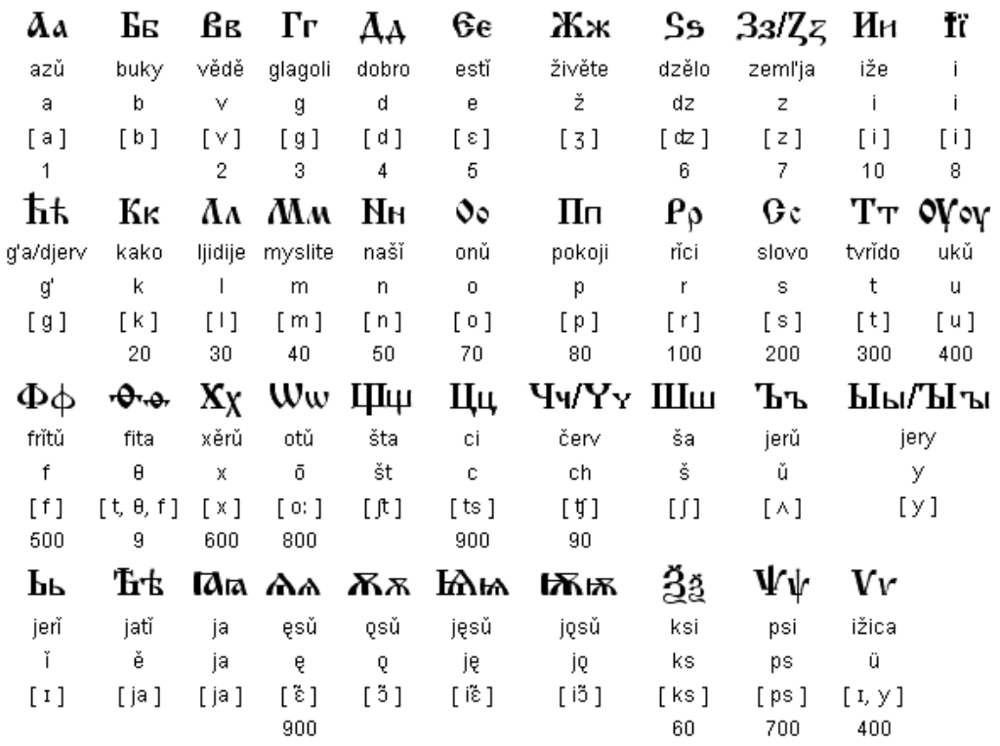 Аа Бб Вв Гг Дд Єє Жж Ѕѕ Зз/Ꙁꙁ Ии Її
azŭ buky vědě glagoli dobro estĭ živěte dzělo zeml'ja iže i
a b v g d e ž dz z i i
[ a ] [ b ] [ v ] [ g ] [ d ] [ ɛ ] [ ʒ ] [ ʣ ] [ z ] [ i ] [ i ]
1 2 3 4 5 6 7 10 8
Ћћ Кк Лл Мм Нн Оо Пп Рр Сс Тт Ѹѹ
g'a/djerv kako ljidije myslite našĭ onŭ pokoji rĭci slovo tvrĭdo ukŭ
g' k l m n o p r s t u
[ g ] [ k ] [ l ] [ m ] [ n ] [ o ] [ p ] [ r ] [ s ] [ t ] [ u ]
20 30 40 50 70 80 100 200 300 400
Фф Ѳѳ Хх Ѡѡ Щщ Цц Чч/Үү Шш Ъъ Ыы/Ꙑꙑ
frĭtŭ fita xěrŭ otŭ šta ci červ ša jerŭ jery
f θ x ō št c ch š ŭ y
[ f ] [ t, θ, f ] [ x ] [ o: ] [ ʃt ] [ ts ] [ ʧ ] [ ʃ ] [ ʌ ] [ y ]
500 9 600 800 900 90
Ьь Ѣѣ Ꙗꙗ Ѧѧ Ѫѫ Ѩѩ Ѭѭ Ѯѯ Ѱѱ Ѵѵ
jerĭ jatĭ ja ęsŭ ǫsŭ jęsŭ jǫsŭ ksi psi ižica
ĭ ě ja ę ǫ ję jǫ ks ps ü
[ ɪ ] [ ja ] [ ja ] [ ɛ̃ ] [ ɔ̃ ] [ iɛ̃ ] [ iɔ̃ ] [ ks ] [ ps ] [ ɪ, y ]
900 60 700 400